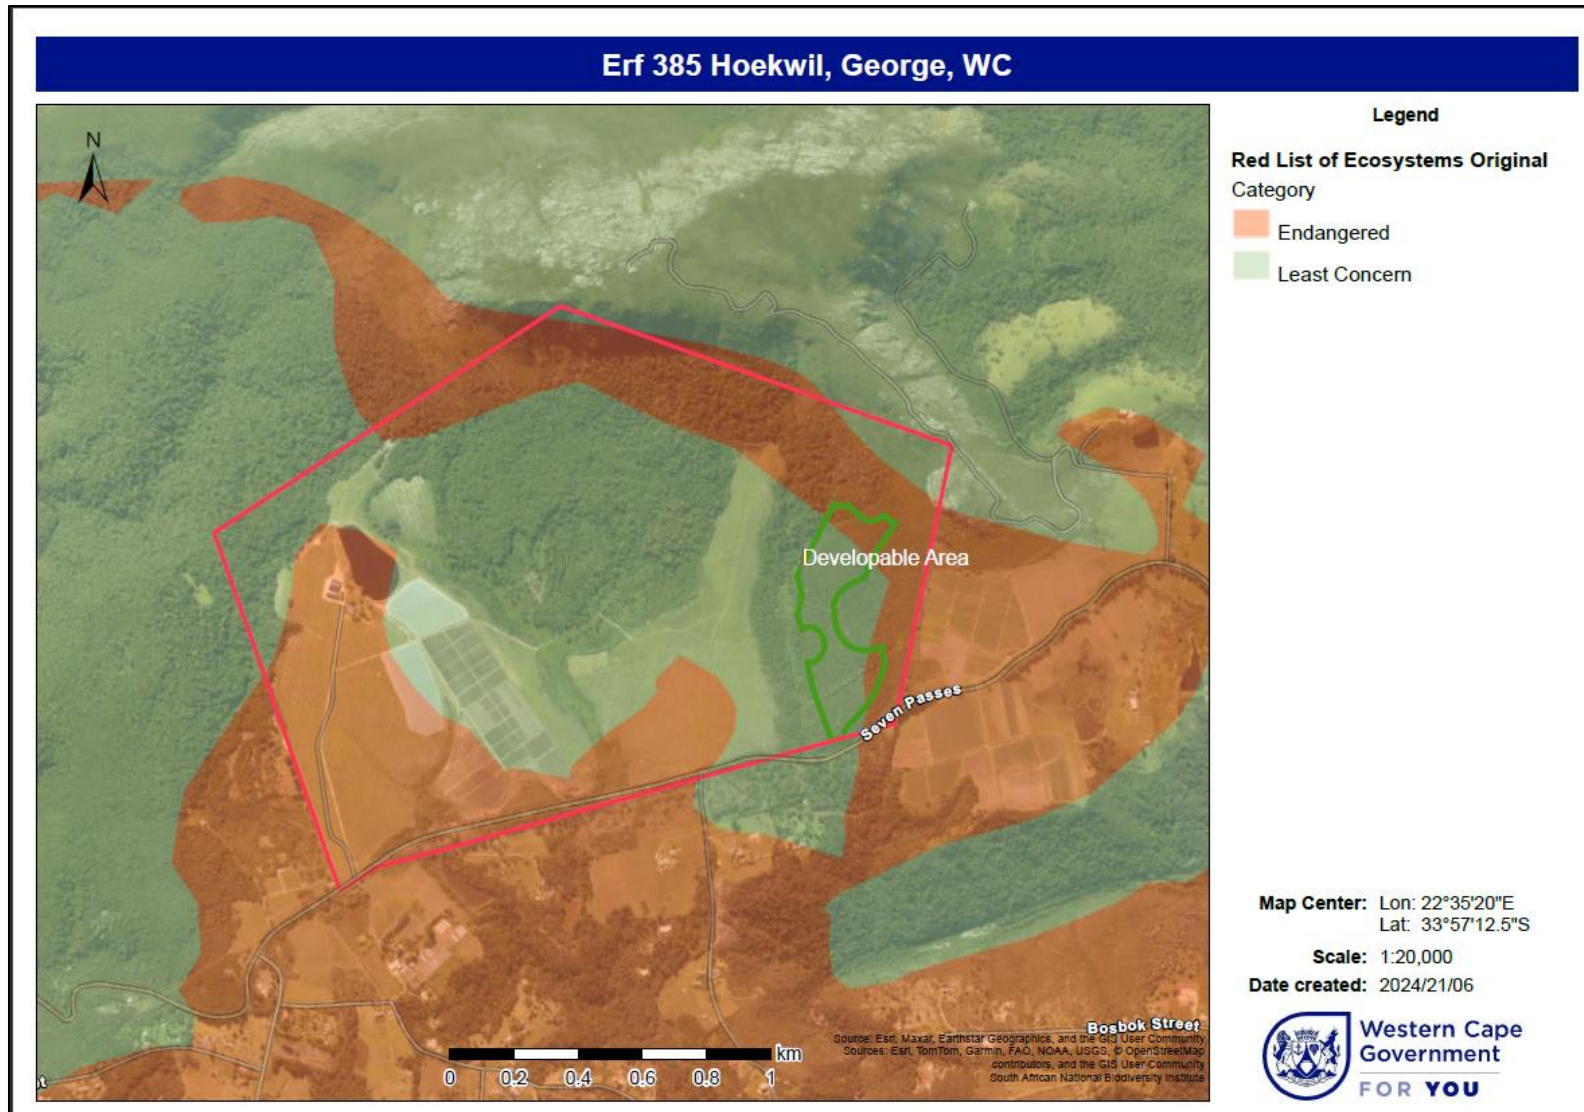 Erf 385 Hoekwil, George, WC
N
Developable Area
Seven Passes
Bosbok Street
Source: Esri, Maxar, Earthstar Geographics, and the GIS User Community
Sources: Esri, TomTom, Garmin, FAO, NOAA, USGS, © OpenStreetMap
contributors, and the GIS User Community
South African National Biodiversity Institute
km
0 0.2 0.4 0.6 0.8 1
Legend
Red List of Ecosystems Original
Category
Endangered
Least Concern
Map Center: Lon: 22°35'20"E
Lat: 33°57'12.5"S
Scale: 1:20,000
Date created: 2024/21/06
Western Cape
Government
FOR YOU